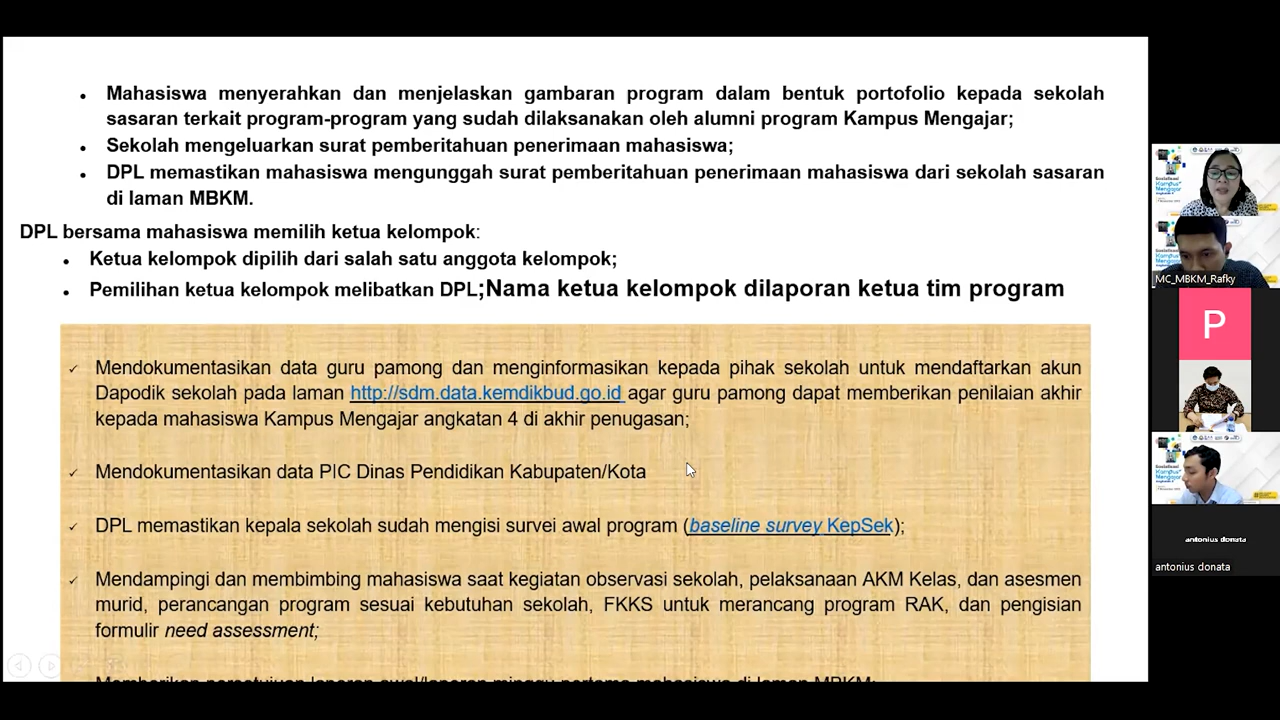 Mahasiswa menyerahkan dan menjelaskan gambaran program dalam bentuk portofolio kepada sekolah
sasaran terkait program-program yang sudah dilaksanakan oleh alumni program Kampus Mengajar;
Sekolah mengeluarkan surat pemberitahuan penerimaan mahasiswa;
DPL memastikan mahasiswa mengunggah surat pemberitahuan penerimaan mahasiswa dari sekolah sasaran
di laman MBKM.
DPL bersama mahasiswa memilih ketua kelompok:
Ketua kelompok dipilih dari salah satu anggota kelompok;
Pemilihan ketua kelompok melibatkan DPL;Nama ketua kelompok dilaporan ketua tim program
Mendokumentasikan data guru pamong dan menginformasikan kepada pihak sekolah untuk mendaftarkan akun
Dapodik sekolah pada laman http://sdm.data.kemdikbud.go.id agar guru pamong dapat memberikan penilaian akhir
kepada mahasiswa Kampus Mengajar angkatan 4 di akhir penugasan;
Mendokumentasikan data PIC Dinas Pendidikan Kabupaten/Kota
DPL memastikan kepala sekolah sudah mengisi survei awal program (baseline survey KepSek);
Mendampingi dan membimbing mahasiswa saat kegiatan observasi sekolah, pelaksanaan AKM Kelas, dan asesmen
murid, perancangan program sesuai kebutuhan sekolah, FKKS untuk merancang program RAK, dan pengisian
formulir need assessment;
Memberikan persetujuan laporan awal/laporan minggu pertama mahasiswa di laman MBKM;
Kampus
Mengajar
MC_MBKM_Rafky
P
Sosialisasi
Kampus
Mengajar
antonius donata
antonius donata